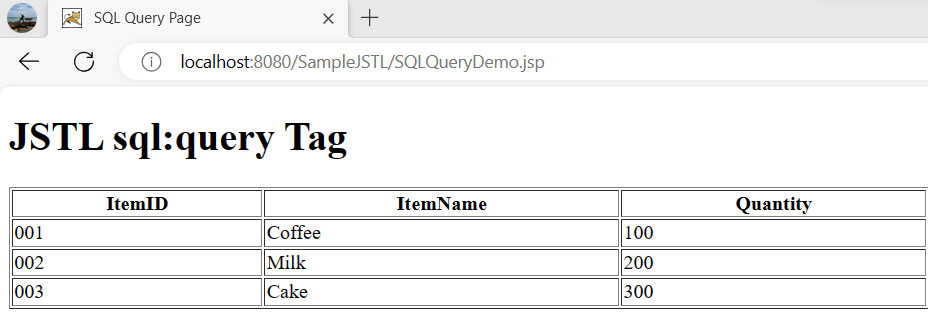 SQL Query Page
localhost:8080/SampleJSTL/SQLQueryDemo.jsp
JSTL sql:query Tag
ItemID ItemName Quantity
001 Coffee 100
002 Milk 200
003 Cake 300